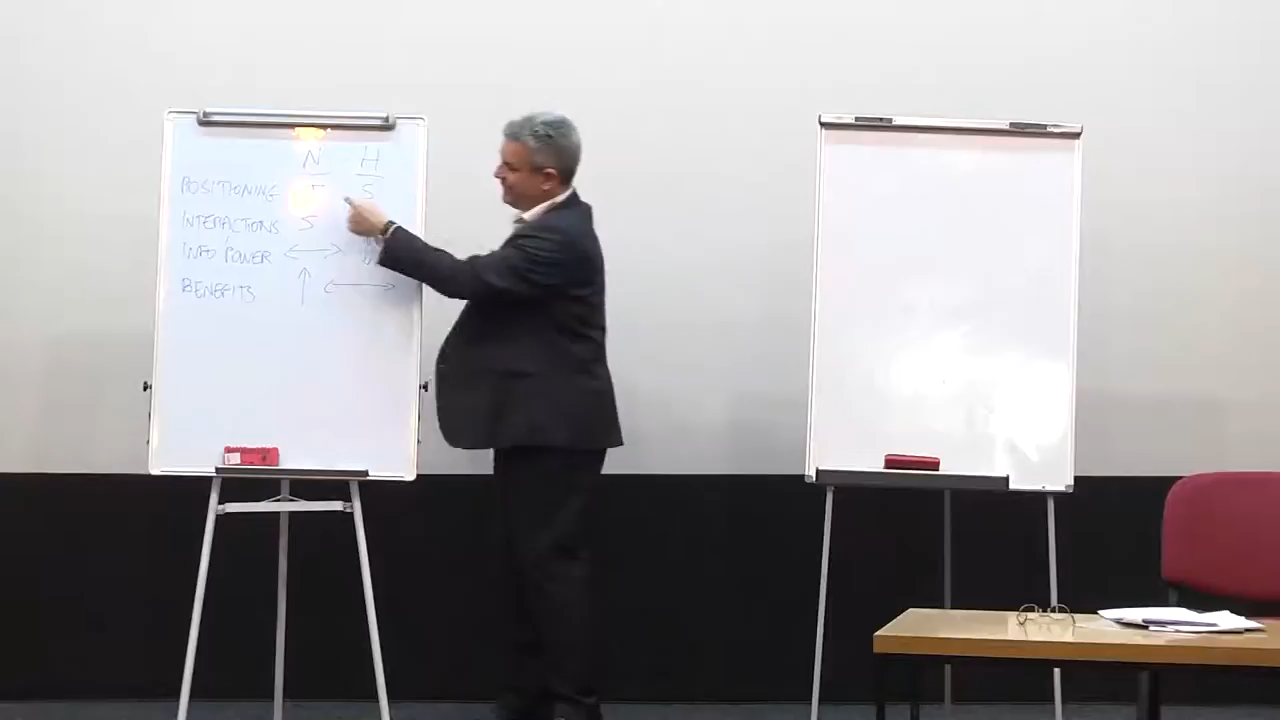 N H
POSITIONING S
INTERACTIONS S
INFO POWER ↔
BENEFITS ↑ ↔